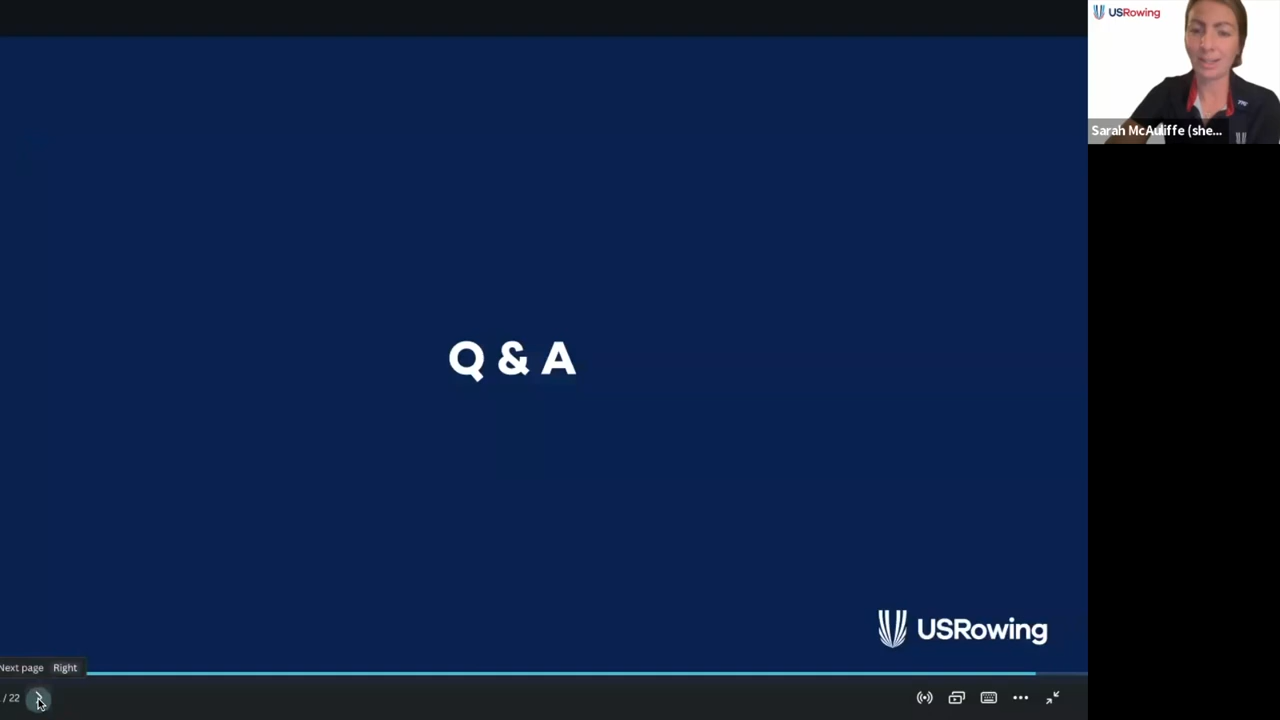 USRowing
Sarah McAuliffe (she...
Q & A
USRowing
Next page Right
/ 22